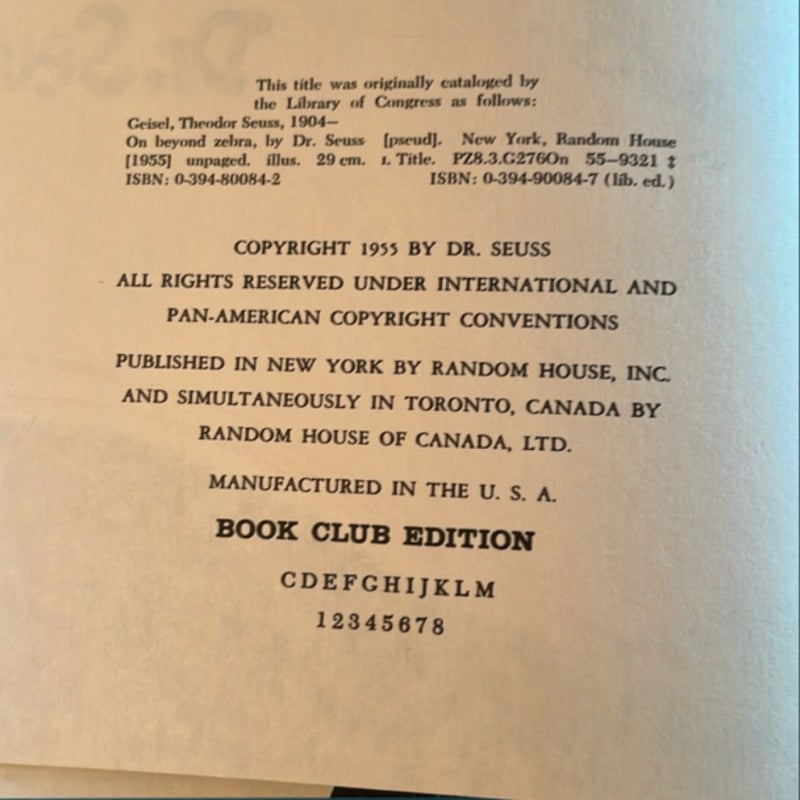 This title was originally cataloged by
the Library of Congress as follows:
Geisel, Theodor Seuss, 1904—
On beyond zebra, by Dr. Seuss [pseud]. New York, Random House
[1955] unpaged. illus. 29 cm. 1. Title. PZ8.3.G276On 55—9321 ‡
ISBN: 0-394-80084-2 ISBN: 0-394-90084-7 (lib. ed.)
COPYRIGHT 1955 BY DR. SEUSS
ALL RIGHTS RESERVED UNDER INTERNATIONAL AND
PAN-AMERICAN COPYRIGHT CONVENTIONS
PUBLISHED IN NEW YORK BY RANDOM HOUSE, INC.
AND SIMULTANEOUSLY IN TORONTO, CANADA BY
RANDOM HOUSE OF CANADA, LTD.
MANUFACTURED IN THE U. S. A.
BOOK CLUB EDITION
CDEFGHIJKLM
12345678